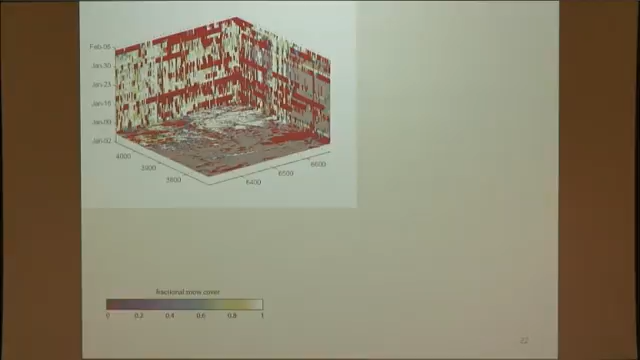 Feb-06
Jan-30
Jan-23
Jan-16
Jan-09
Jan-02
4000
3900
3800
6400
6500
6600
fractional snow cover
0 0.2 0.4 0.6 0.8 1
22